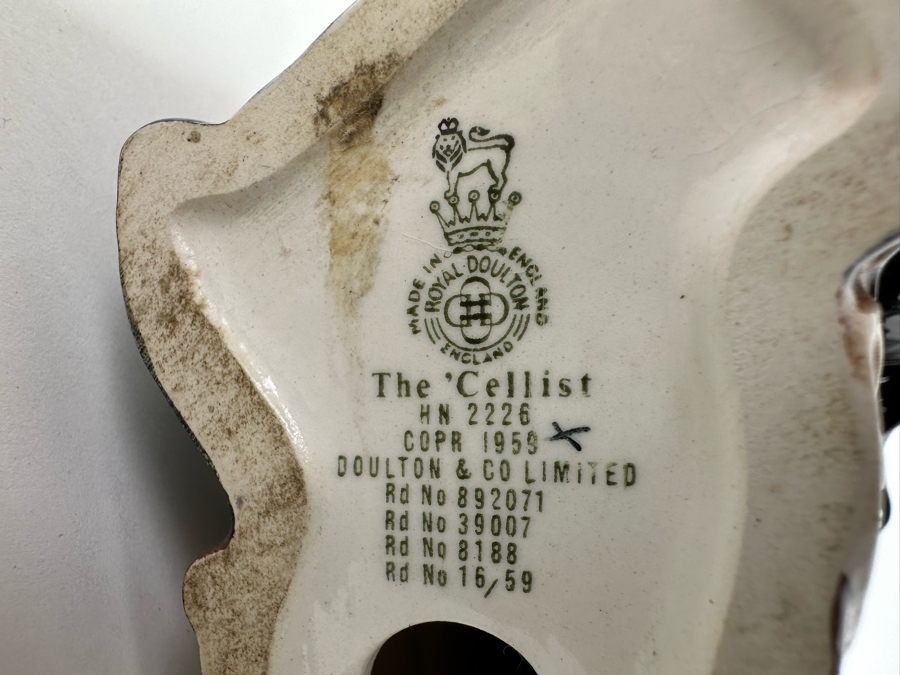 MADE IN ENGLAND
ROYAL DOULTON
ENGLAND
The 'Cellist
HN 2226
COPR 1959
DOULTON & CO LIMITED
Rd No 892071
Rd No 39007
Rd No 8188
Rd No 16/59